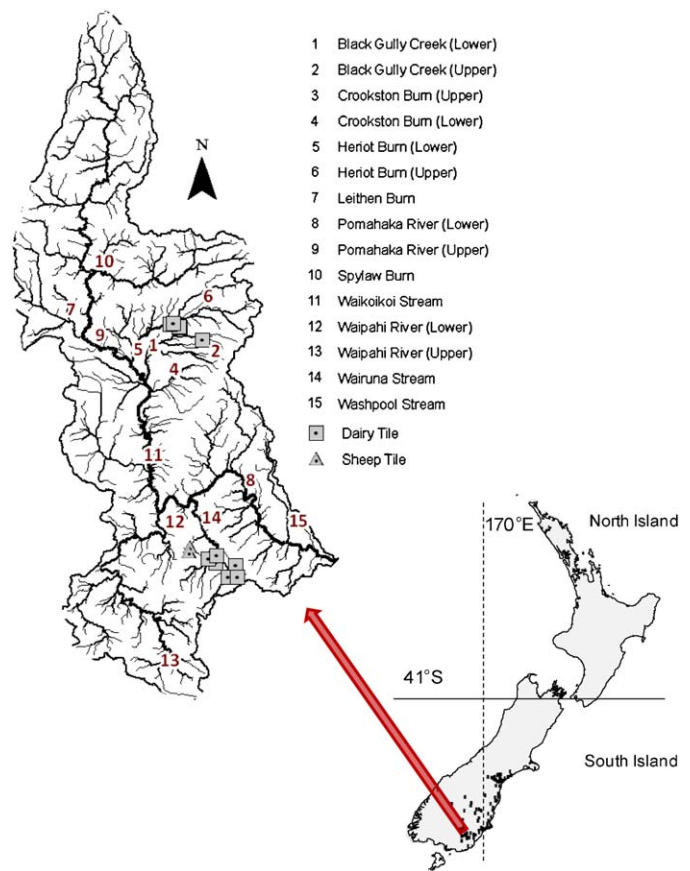 N
1 Black Gully Creek (Lower)
2 Black Gully Creek (Upper)
3 Crookston Burn (Upper)
4 Crookston Burn (Lower)
5 Heriot Burn (Lower)
6 Heriot Burn (Upper)
7 Leithen Burn
8 Pomahaka River (Lower)
9 Pomahaka River (Upper)
10 Spylaw Burn
11 Waikoikoi Stream
12 Waipahi River (Lower)
13 Waipahi River (Upper)
14 Wairuna Stream
15 Washpool Stream
Dairy Tile
Sheep Tile
10
6
7
9
5
1
2
4
11
8
12
14
15
13
170°E
North Island
41°S
South Island